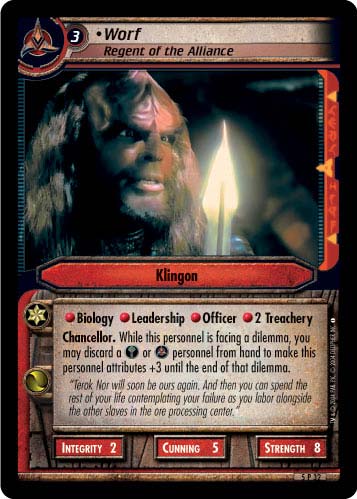 3 • Worf
Regent of the Alliance
Klingon
Biology Leadership Officer 2 Treachery
Chancellor. While this personnel is facing a dilemma, you
may discard a or personnel from hand to make this
personnel attributes +3 until the end of that dilemma.
"Terok Nor will soon be ours again. And then you can spend the
rest of your life contemplating your failure as you labor alongside
the other slaves in the ore processing center."
INTEGRITY 2 CUNNING 5 STRENGTH 8
5 P 32